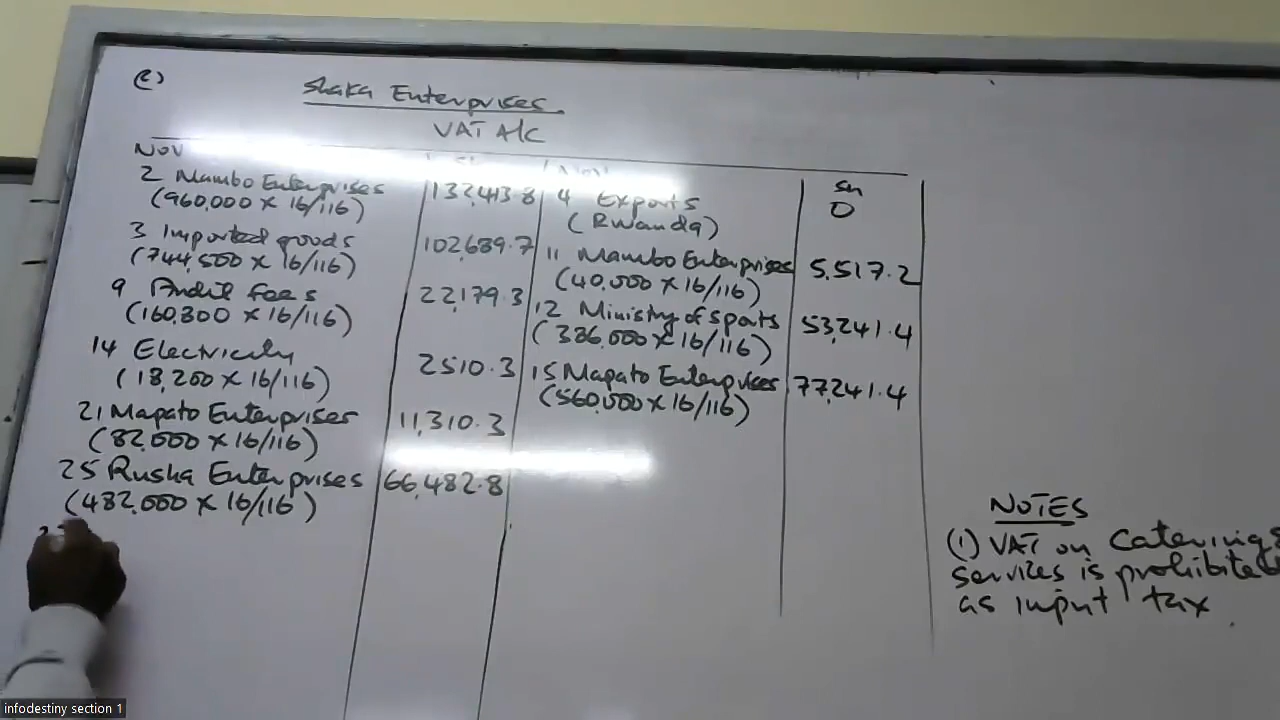 (c)
Shaka Enterprises
VAT A/C
Nov
2 Mambo Enterprises 132,413.8
(960,000 x 16/116)
3 Imported goods 102,689.7
(744,500 x 16/116)
9 Audit fees 22,179.3
(160,800 x 16/116)
14 Electricity 2510.3
(18,200 x 16/116)
21 Mapato Enterprises 11,310.3
(82,000 x 16/116)
25 Rusha Enterprises 66,482.8
(482,000 x 16/116)
sh
4 Exports 0
(Rwanda)
11 Mambo Enterprises 5,517.2
(40,000 x 16/116)
12 Ministry of sports 53,241.4
(386,000 x 16/116)
15 Mapato Enterprises 77,241.4
(560,000 x 16/116)
NOTES
(1) VAT on Catering
services is prohibited
as input tax
infodestiny section 1